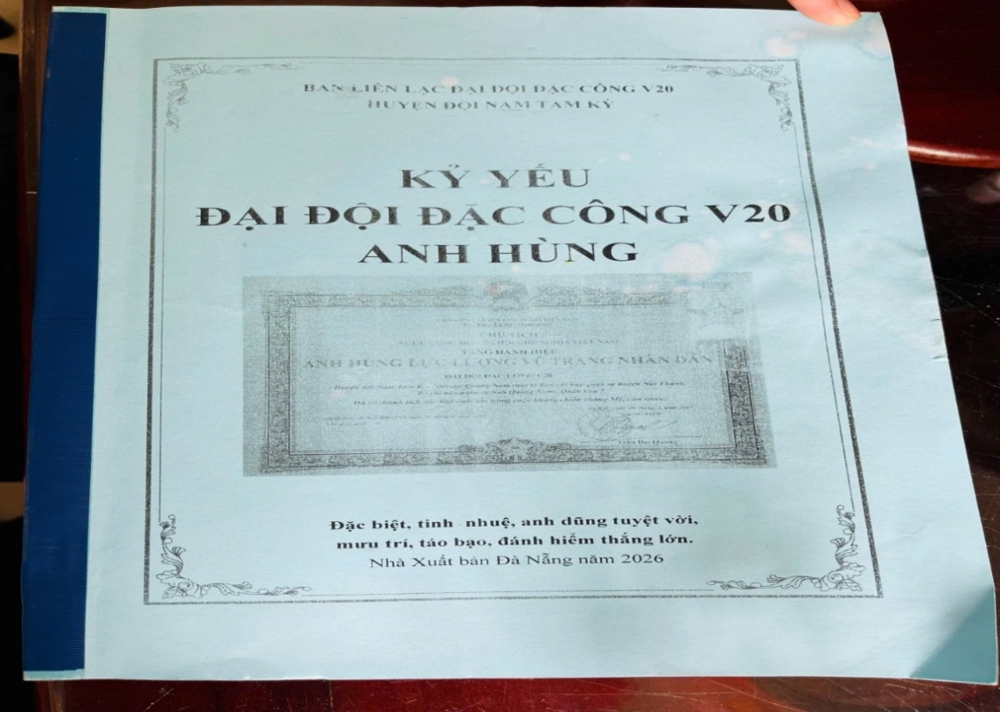 BAN LIÊN LẠC ĐẠI ĐỘI ĐẶC CÔNG V20
HUYỆN ĐỘI NAM TAM KỲ
KỶ YẾU
ĐẠI ĐỘI ĐẶC CÔNG V20
ANH HÙNG
CHỦ TỊCH
TẶNG DANH HIỆU
ANH HÙNG LỰC LƯỢNG VŨ TRANG NHÂN DÂN
ĐẠI ĐỘI ĐẶC CÔNG V20
Trần Đại Quang
Đặc biệt, tinh nhuệ, anh dũng tuyệt vời,
mưu trí, táo bạo, đánh hiểm thắng lớn.
Nhà Xuất bản Đà Nẵng năm 2026